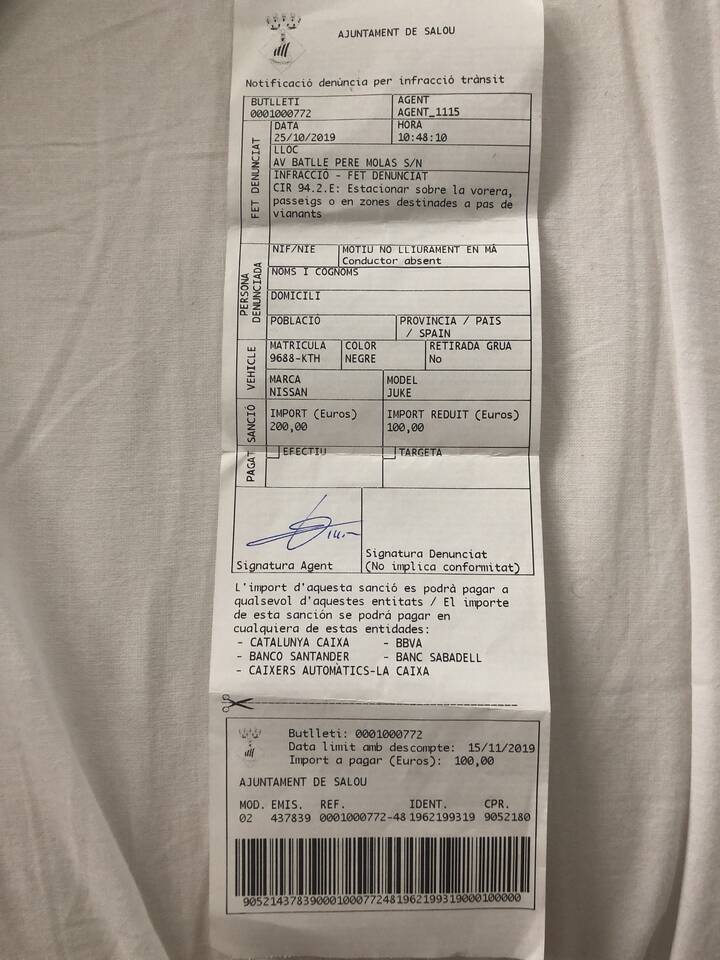 AJUNTAMENT DE SALOU
Notificació denúncia per infracció trànsit
BUTLLETI
0001000772
AGENT
AGENT_1115
FET DENUNCIAT
DATA
25/10/2019
HORA
10:48:10
LLOC
AV BATLLE PERE MOLAS S/N
INFRACCIÓ - FET DENUNCIAT
CIR 94.2.E: Estacionar sobre la vorera,
passeigs o en zones destinades a pas de
vianants
PERSONA
DENUNCIADA
NIF/NIE
MOTIU NO LLIURAMENT EN MÀ
Conductor absent
NOMS I COGNOMS
DOMICILI
POBLACIÓ
PROVINCIA / PAIS
/ SPAIN
VEHICLE
MATRICULA
9688-KTH
COLOR
NEGRE
RETIRADA GRUA
No
MARCA
NISSAN
MODEL
JUKE
SANCIÓ
IMPORT (Euros)
200,00
IMPORT REDUIT (Euros)
100,00
PAGAT
EFECTIU
TARGETA
Signatura Agent
Signatura Denunciat
(No implica conformitat)
L'import d'aquesta sanció es podrà pagar a
qualsevol d'aquestes entitats / El importe
de esta sanción se podrá pagar en
cualquiera de estas entidades:
- CATALUNYA CAIXA - BBVA
- BANCO SANTANDER - BANC SABADELL
- CAIXERS AUTOMÀTICS-LA CAIXA
Butlleti: 0001000772
Data limit amb descompte: 15/11/2019
Import a pagar (Euros): 100,00
AJUNTAMENT DE SALOU
MOD. EMIS. REF. IDENT. CPR.
02 437839 0001000772-48 1962199319 9052180
90521437839000100077248196219931900010000​0